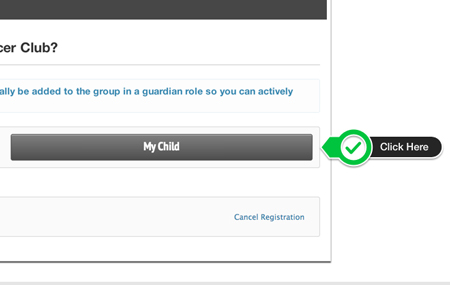 cer Club?
ally be added to the group in a guardian role so you can actively
My Child
Click Here
Cancel Registration